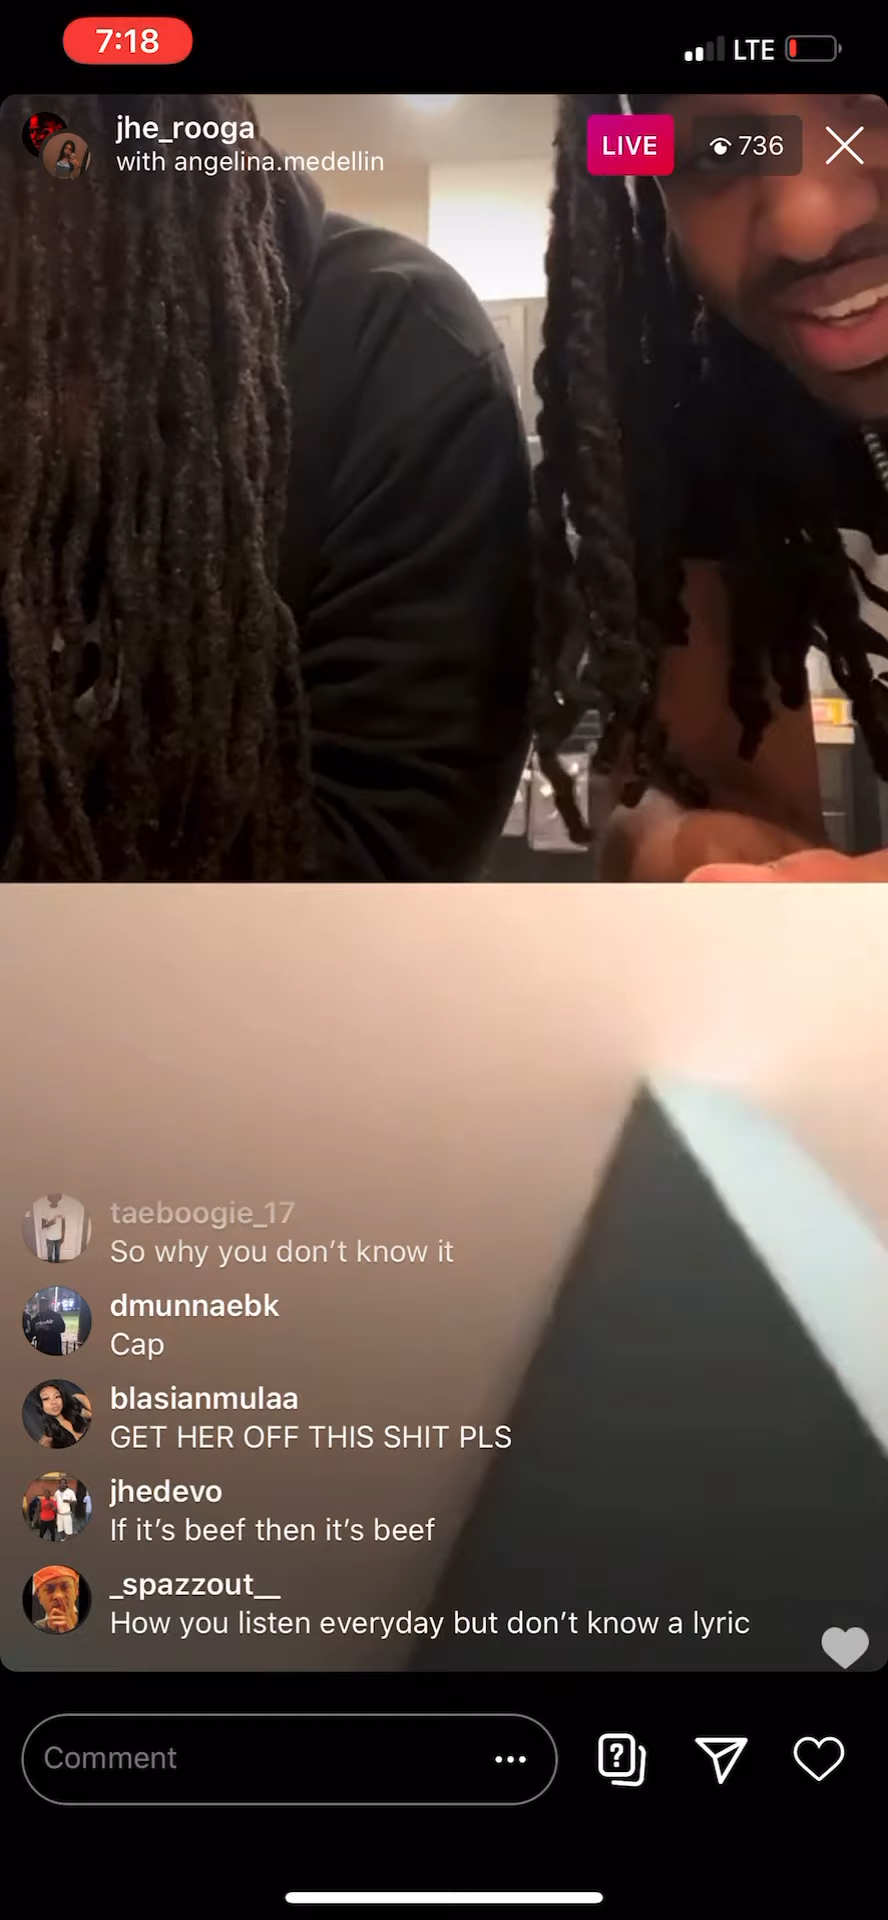 7:18
LTE
jhe_rooga
with angelina.medellin
LIVE
736
taeboogie_17
So why you don’t know it
dmunnaebk
Cap
blasianmulaa
GET HER OFF THIS SHIT PLS
jhedevo
If it’s beef then it’s beef
_spazzout__
How you listen everyday but don’t know a lyric
Comment